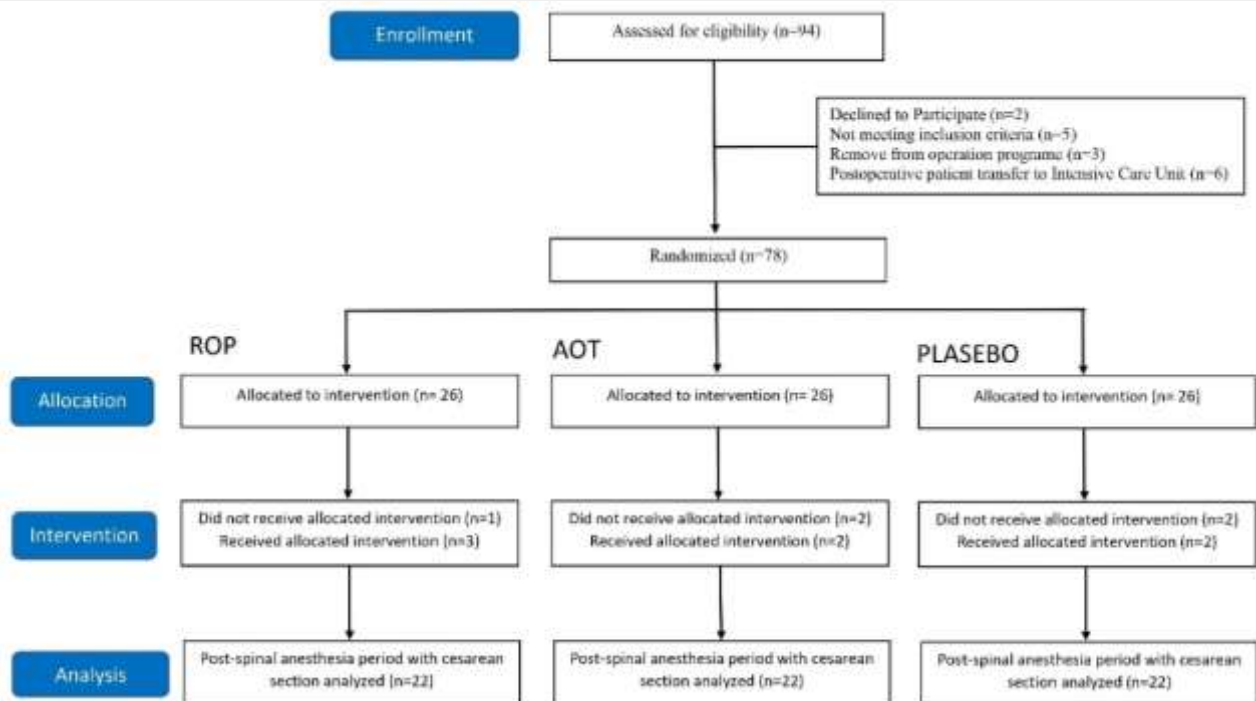 Enrollment
Assessed for eligibility (n=94)
Declined to Participate (n=2)
Not meeting inclusion criteria (n=5)
Remove from operation programe (n=3)
Postoperative patient transfer to Intensive Care Unit (n=6)
Randomized (n=78)
ROP
AOT
PLASEBO
Allocation
Allocated to intervention (n= 26)
Allocated to intervention (n= 26)
Allocated to intervention (n= 26)
Intervention
Did not receive allocated intervention (n=1)
Received allocated intervention (n=3)
Did not receive allocated intervention (n=2)
Received allocated intervention (n=2)
Did not receive allocated intervention (n=2)
Received allocated intervention (n=2)
Analysis
Post-spinal anesthesia period with cesarean
section analyzed (n=22)
Post-spinal anesthesia period with cesarean
section analyzed (n=22)
Post-spinal anesthesia period with cesarean
section analyzed (n=22)